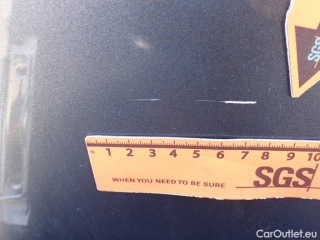 SGS
1 2 3 4 5 6 7 8 9 10
WHEN YOU NEED TO BE SURE SGS
CarOutlet.eu